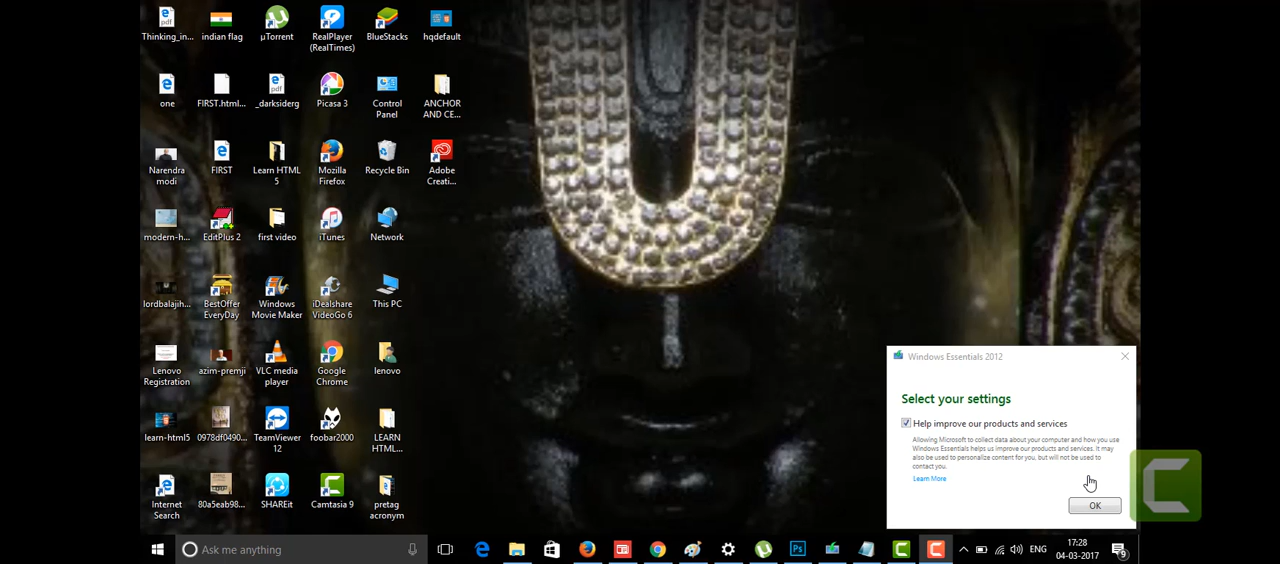 Thinking_in...
indian flag
µTorrent
RealPlayer
(RealTimes)
BlueStacks
hqdefault
one
FIRST.html...
_darksiderg
Picasa 3
Control
Panel
ANCHOR
AND CE...
Narendra
modi
FIRST
Learn HTML
5
Mozilla
Firefox
Recycle Bin
Adobe
Creati...
modern-h...
EditPlus 2
first video
iTunes
Network
lordbalajih...
BestOffer
EveryDay
Windows
Movie Maker
iDealshare
VideoGo 6
This PC
Lenovo
Registration
azim-premji
VLC media
player
Google
Chrome
lenovo
learn-html5
0978df0490...
TeamViewer
12
foobar2000
LEARN
HTML...
Internet
Search
80a5eab98...
SHAREit
Camtasia 9
pretag
acronym
Windows Essentials 2012
Select your settings
Help improve our products and services
Allowing Microsoft to collect data about your computer and how you use
Windows Essentials helps us improve our products and services, it may
also be used to personalize content for you, but will not be used to
contact you.
Learn More
OK
Ask me anything
ENG
17:28
04-03-2017
9